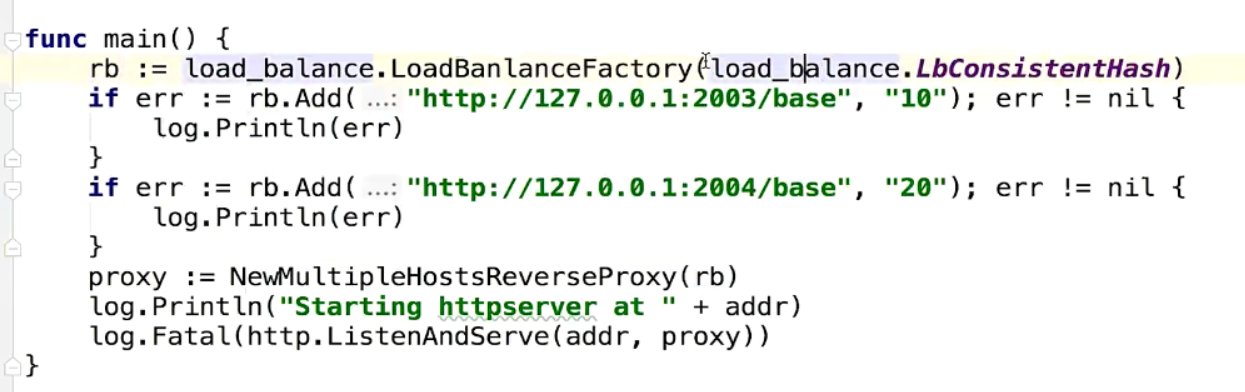 func main() {
    rb := load_balance.LoadBanlanceFactory(load_balance.LbConsistentHash)
    if err := rb.Add( ...: "http://127.0.0.1:2003/base", "10"); err != nil {
        log.Println(err)
    }
    if err := rb.Add( ...: "http://127.0.0.1:2004/base", "20"); err != nil {
        log.Println(err)
    }
    proxy := NewMultipleHostsReverseProxy(rb)
    log.Println("Starting httpserver at " + addr)
    log.Fatal(http.ListenAndServe(addr, proxy))
}